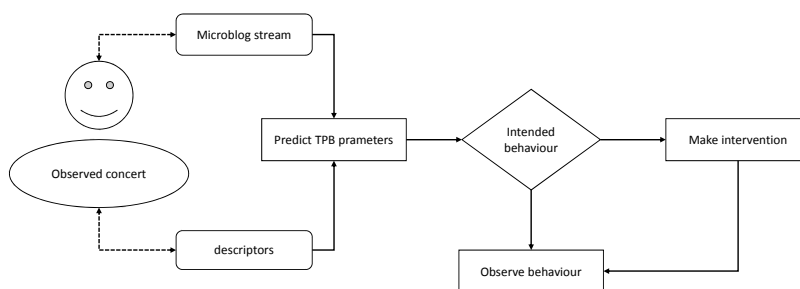 Microblog stream
Predict TPB prameters
Intended
behaviour
Make intervention
Observed concert
descriptors
Observe behaviour